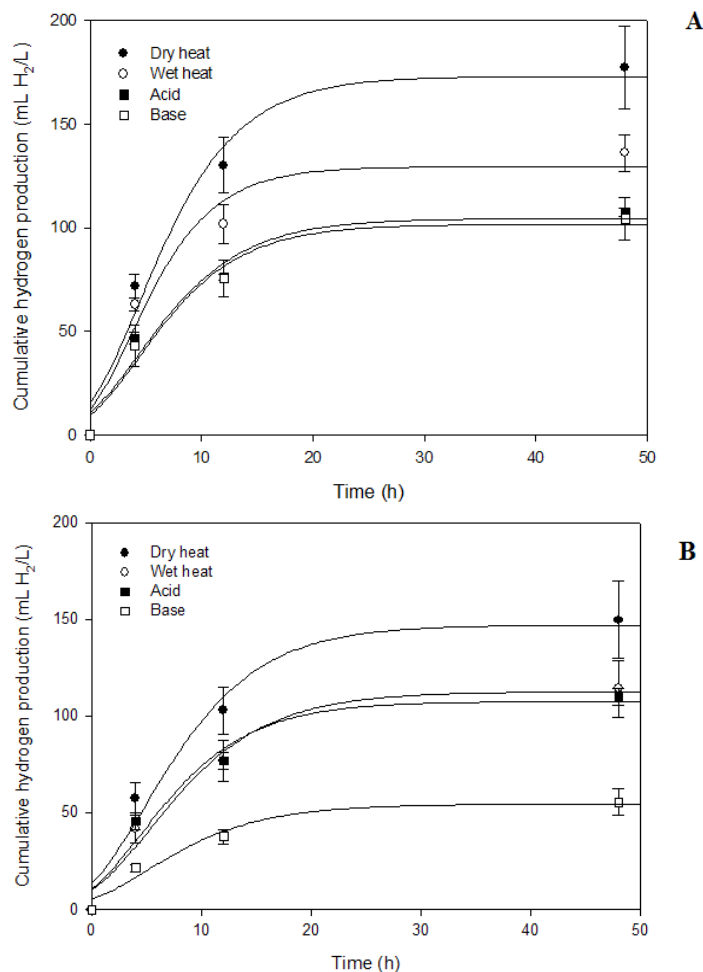 A
200
150
100
50
0
Cumulative hydrogen production (mL H₂/L)
Dry heat
Wet heat
Acid
Base
0 10 20 30 40 50
Time (h)
B
200
150
100
50
0
Cumulative hydrogen production (mL H₂/L)
Dry heat
Wet heat
Acid
Base
0 10 20 30 40 50
Time (h)